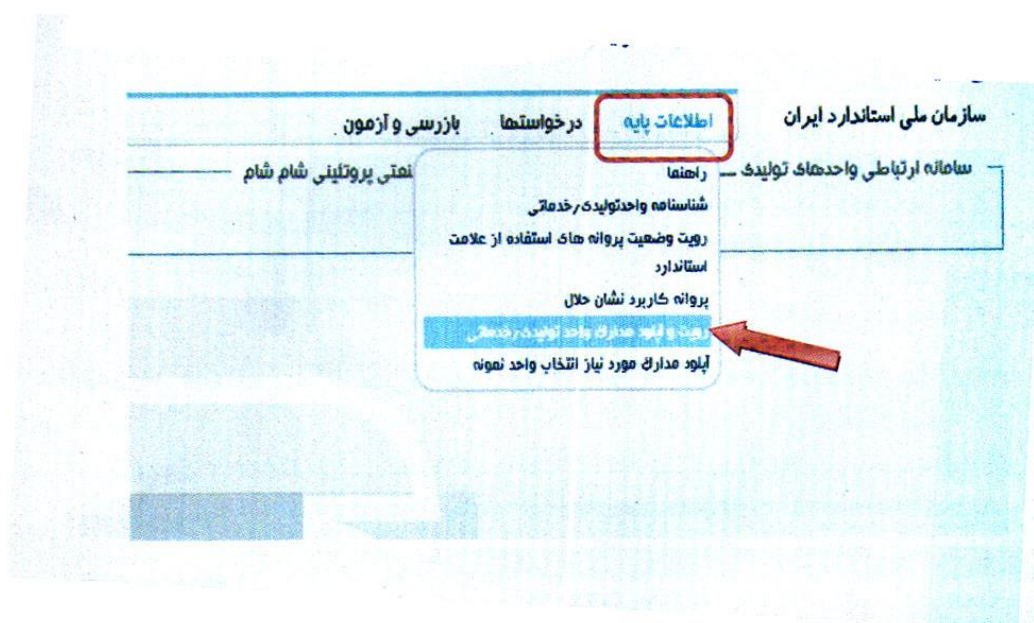 سازمان ملی استاندارد ایران
اطلاعات پایه
درخواستها
بازرسی و آزمون
سامانه ارتباطی واحدهای تولیدی
نعتی پروتئینی شام شام
راهنما
شناسنامه واحدتولیدی/خدماتی
رویت وضعیت پروانه های استفاده از علامت
استاندارد
پروانه کاربرد نشان حلال
رویت و آپلود مدارک واحد تولیدی/خدماتی
آپلود مدارک مورد نیاز انتخاب واحد نمونه